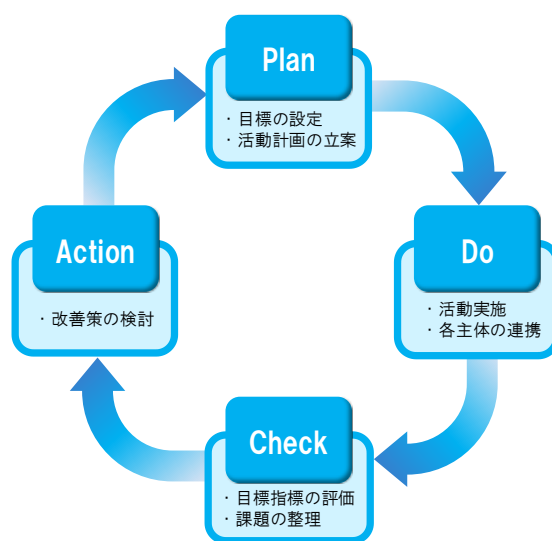 Plan
・目標の設定
・活動計画の立案
Do
・活動実施
・各主体の連携
Check
・目標指標の評価
・課題の整理
Action
・改善策の検討